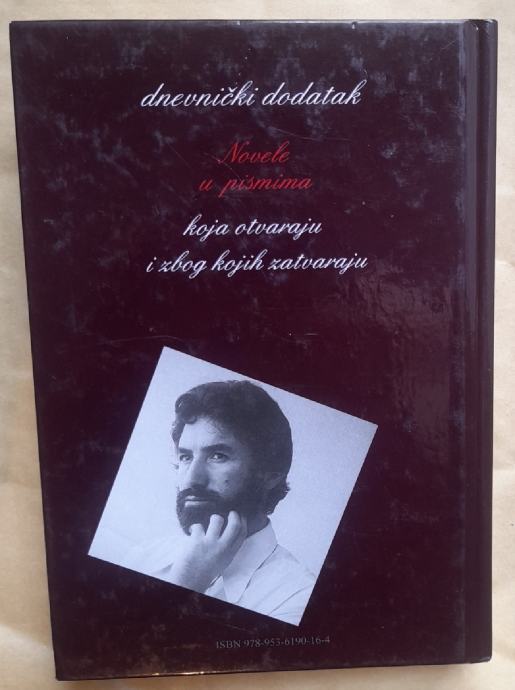 dnevnički dodatak
Novele
u pismima
koja otvaraju
i zbog kojih zatvaraju
ISBN 978-953-6190-16-4